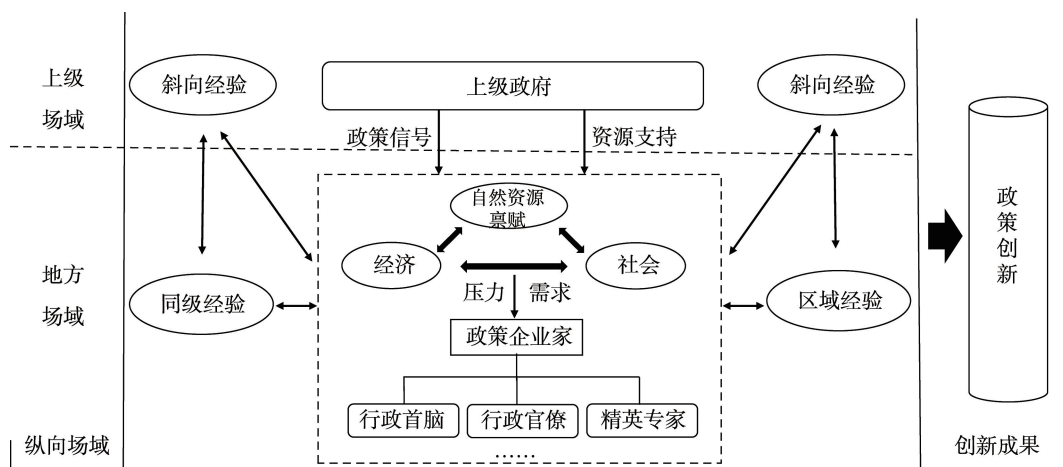 上级
场域
斜向经验
上级政府
斜向经验
政策信号
资源支持
自然资源
禀赋
经济
社会
压力
需求
地方
场域
同级经验
区域经验
政策企业家
行政首脑
行政官僚
精英专家
……
政策创新
纵向场域
创新成果